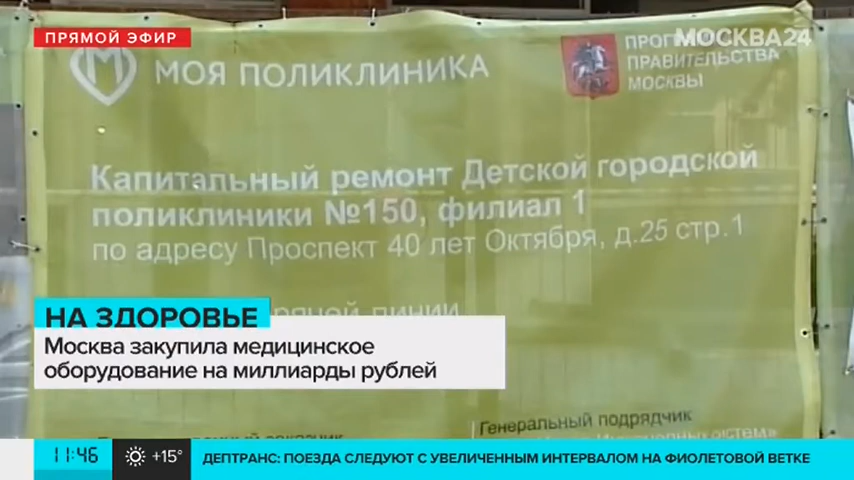 ПРЯМОЙ ЭФИР
МОСКВА24
МОЯ ПОЛИКЛИНИКА
ПРАВИТЕЛЬСТВА
МОСКВЫ
Капитальный ремонт Детской городской
поликлиники №150, филиал 1
по адресу Проспект 40 лет Октября, д.25 стр.1
линии
НА ЗДОРОВЬЕ
Москва закупила медицинское
оборудование на миллиарды рублей
Генеральный подрядчик
11:46
+15°
ДЕПТРАНС: ПОЕЗДА СЛЕДУЮТ С УВЕЛИЧЕННЫМ ИНТЕРВАЛОМ НА ФИОЛЕТОВОЙ ВЕТКЕ